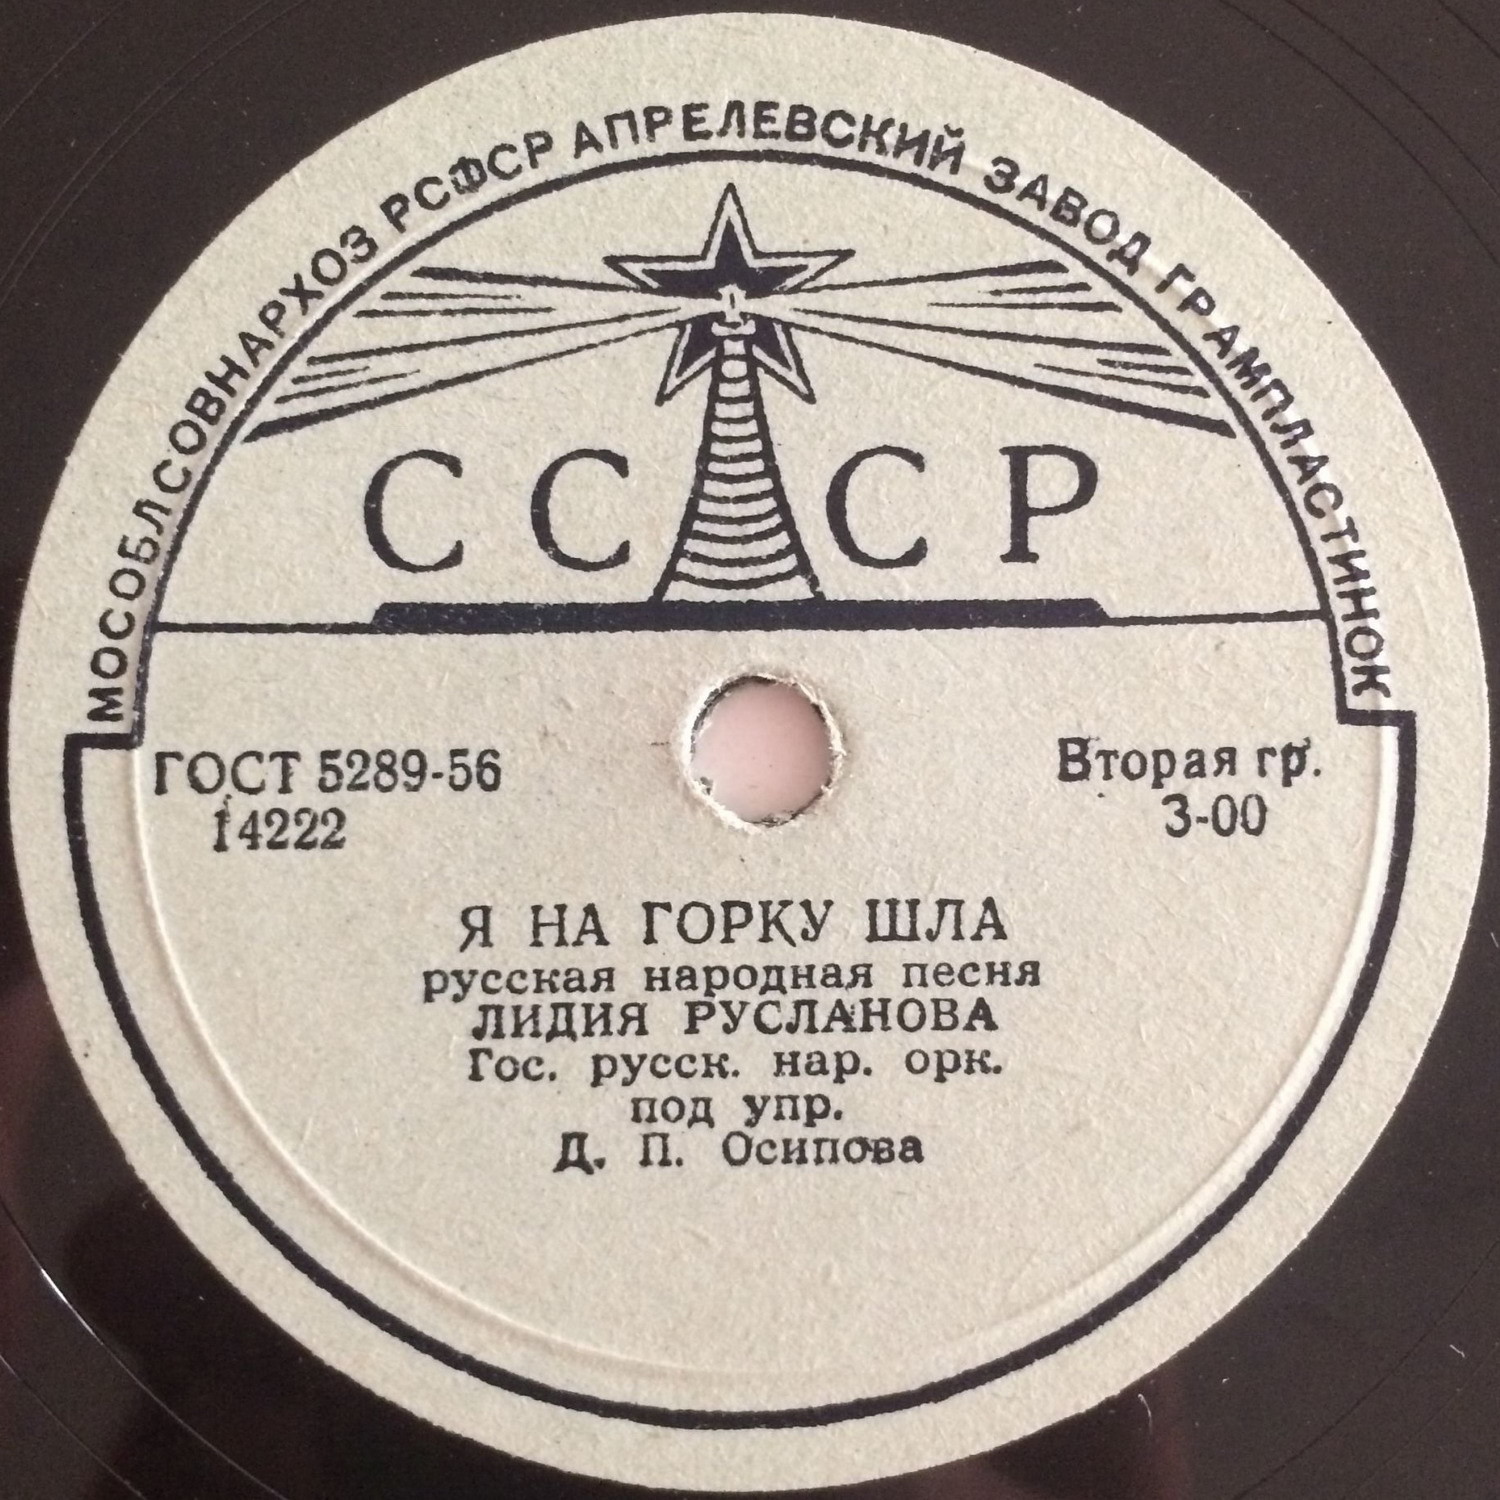 МОСОБЛСОВНАРХОЗ РСФСР АПРЕЛЕВСКИЙ ЗАВОД ГРАМПЛАСТИНОК
СССР
ГОСТ 5289-56
14222
Вторая гр.
3-00
Я НА ГОРКУ ШЛА
русская народная песня
ЛИДИЯ РУСЛАНОВА
Гос. русск. нар. орк.
под упр.
Д. П. Осипова